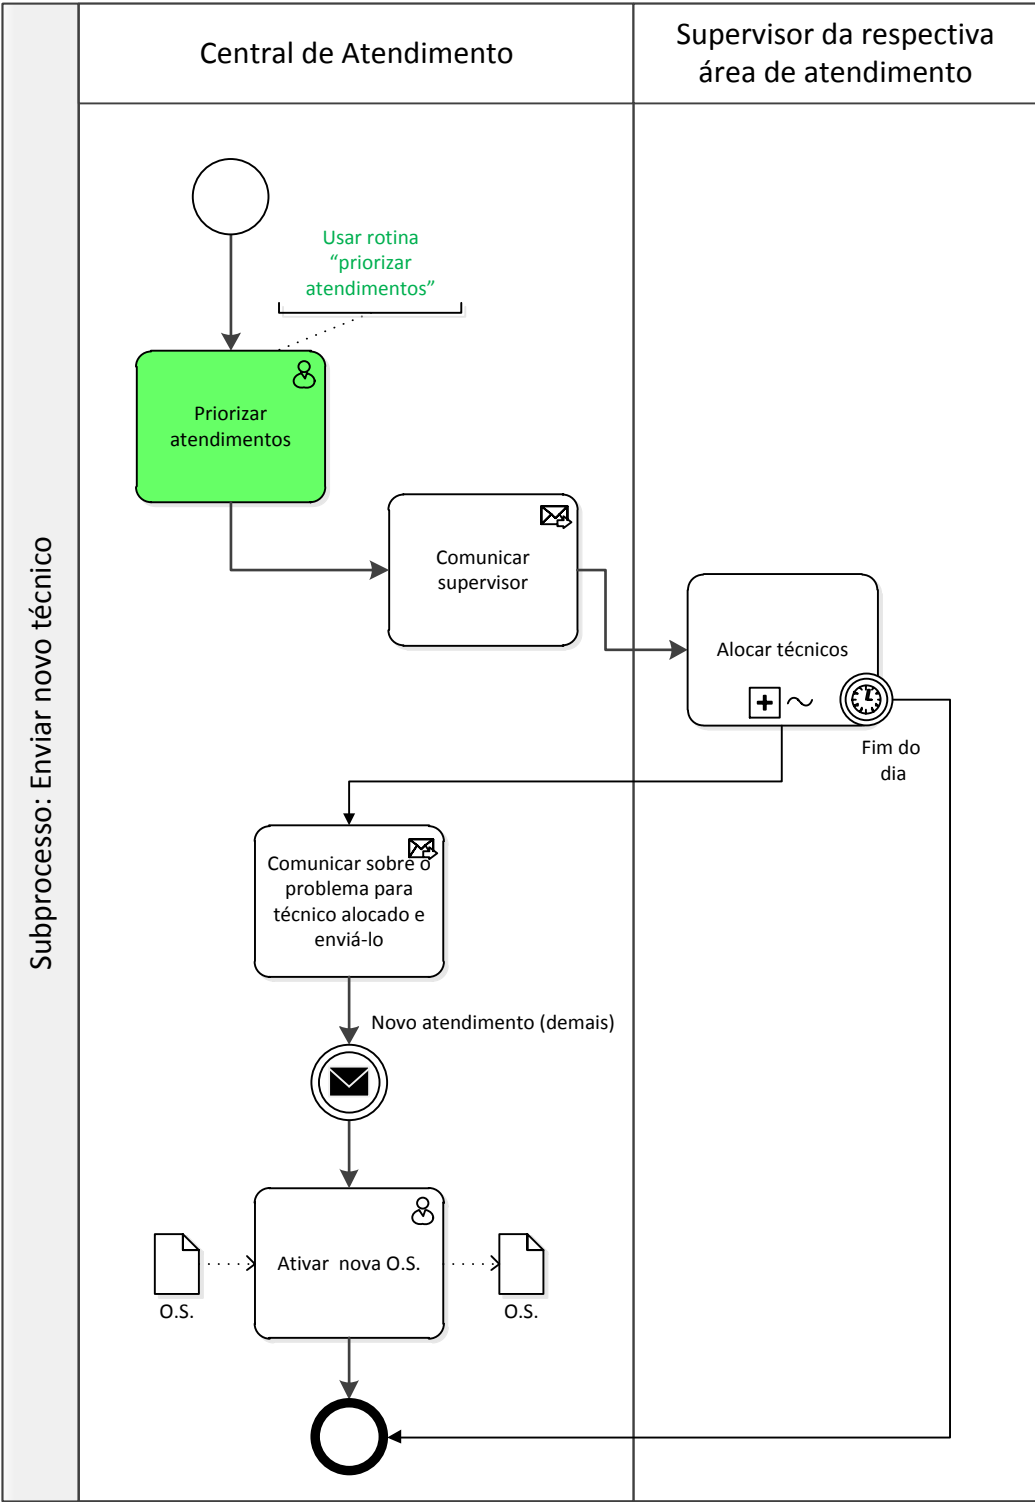 Subprocesso: Enviar novo técnico
Central de Atendimento
Supervisor da respectiva
área de atendimento
Usar rotina
“priorizar
atendimentos”
Priorizar
atendimentos
Comunicar
supervisor
Alocar técnicos
Fim do
dia
Comunicar sobre o
problema para
técnico alocado e
enviá-lo
Novo atendimento (demais)
Ativar  nova O.S.
O.S.
O.S.